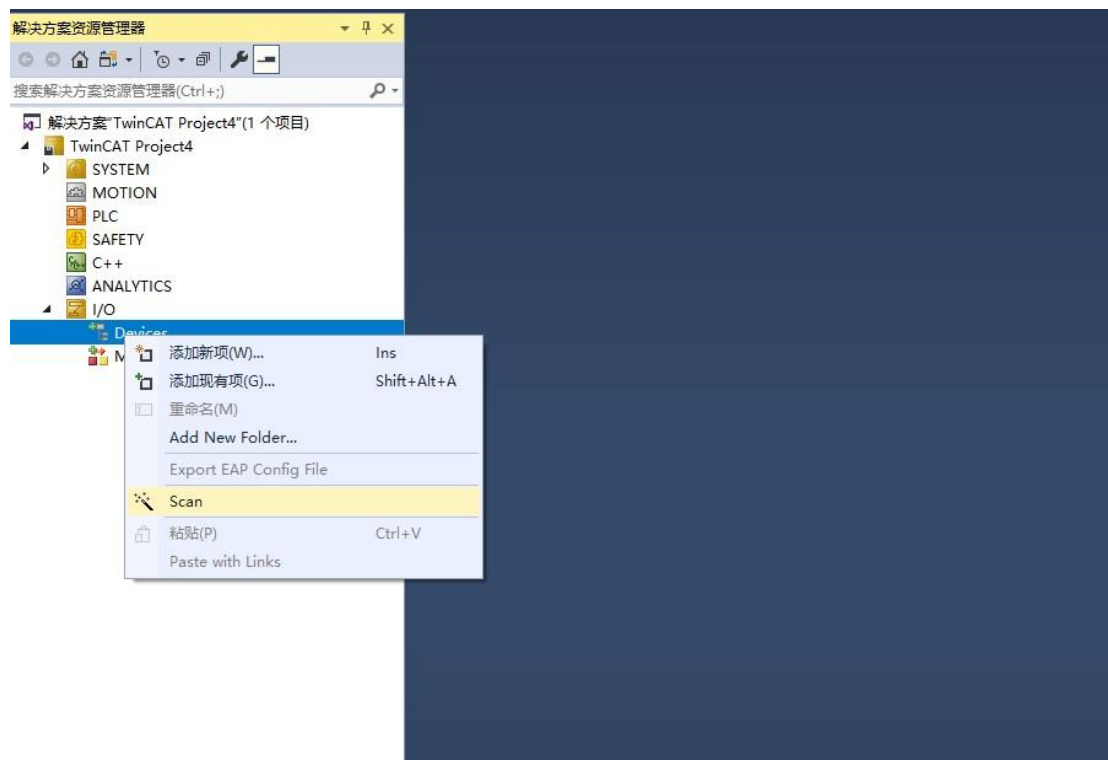 解决方案资源管理器
搜索解决方案资源管理器(Ctrl+;)
解决方案"TwinCAT Project4"(1 个项目)
TwinCAT Project4
SYSTEM
MOTION
PLC
SAFETY
C++
ANALYTICS
I/O
Devices
M
添加新项(W)... Ins
添加现有项(G)... Shift+Alt+A
重命名(M)
Add New Folder...
Export EAP Config File
Scan
粘贴(P) Ctrl+V
Paste with Links